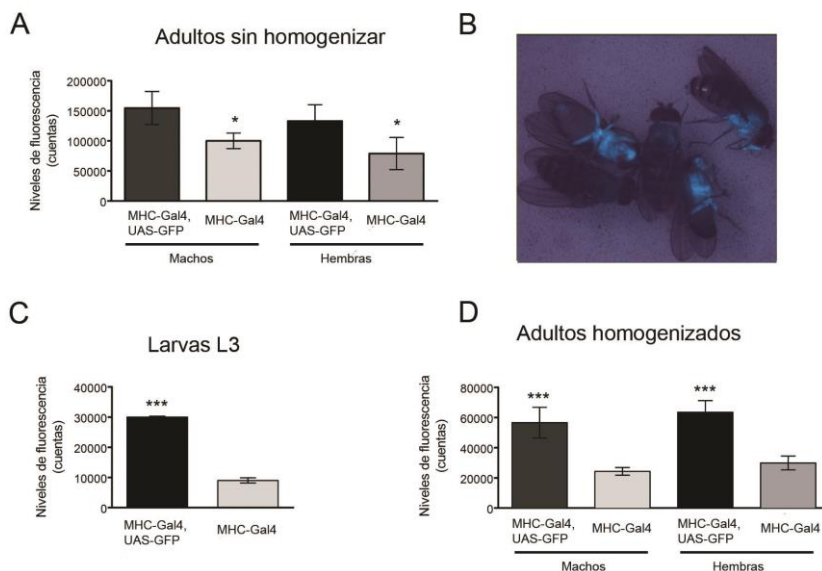 A
Adultos sin homogenizar
Niveles de fluorescencia
(cuentas)
200000
150000
100000
50000
0
*
*
MHC-Gal4,
UAS-GFP
MHC-Gal4
MHC-Gal4,
UAS-GFP
MHC-Gal4
Machos
Hembras
B
C
Larvas L3
Niveles de fluorescencia
(cuentas)
40000
30000
20000
10000
0
***
MHC-Gal4,
UAS-GFP
MHC-Gal4
D
Adultos homogenizados
Niveles de fluorescencia
(cuentas)
80000
60000
40000
20000
0
***
***
MHC-Gal4,
UAS-GFP
MHC-Gal4
MHC-Gal4,
UAS-GFP
MHC-Gal4
Machos
Hembras